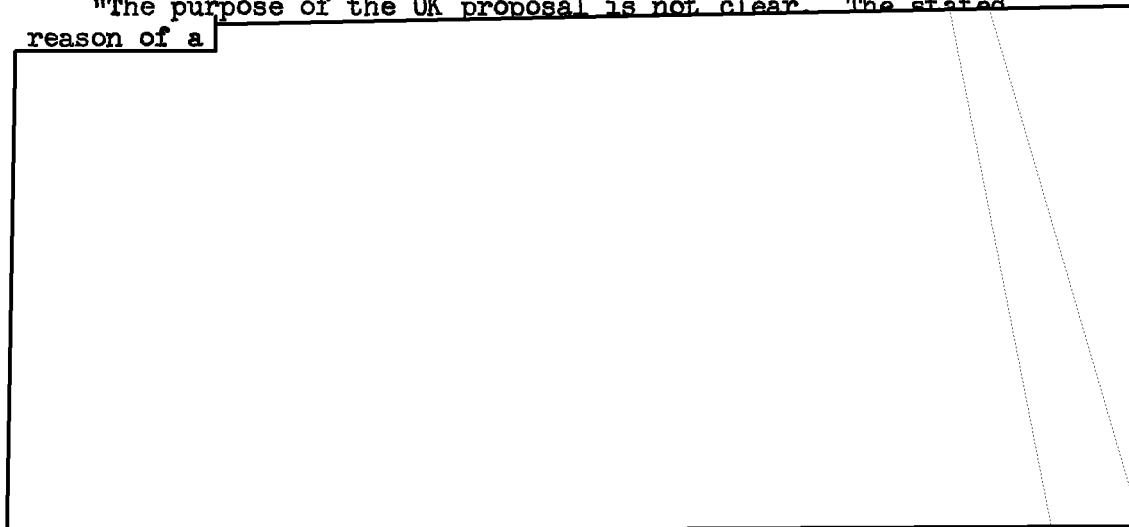 "The purpose of the UK proposal is not clear. The stated
reason of a